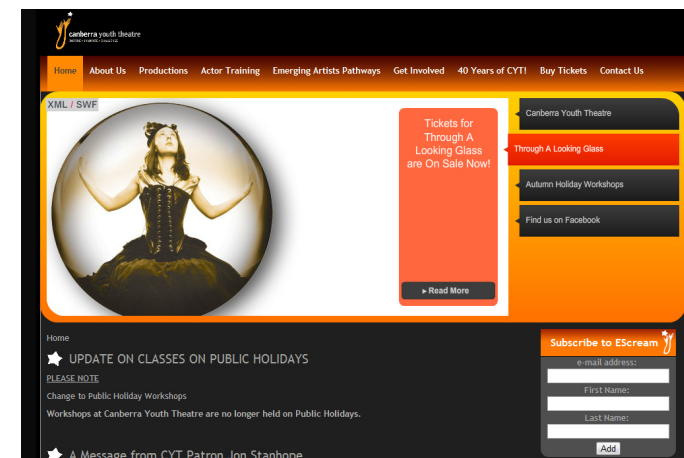 canberra youth theatre
Home About Us Productions Actor Training Emerging Artists Pathways Get Involved 40 Years of CYT! Buy Tickets Contact Us
XML / SWF
Tickets for
Through A
Looking Glass
are On Sale Now!
Read More
Canberra Youth Theatre
Through A Looking Glass
Autumn Holiday Workshops
Find us on Facebook
Home
UPDATE ON CLASSES ON PUBLIC HOLIDAYS
PLEASE NOTE
Change to Public Holiday Workshops
Workshops at Canberra Youth Theatre are no longer held on Public Holidays.
A Message from CYT Patron Jon Stanhope
Subscribe to EScream
e-mail address:
First Name:
Last Name:
Add